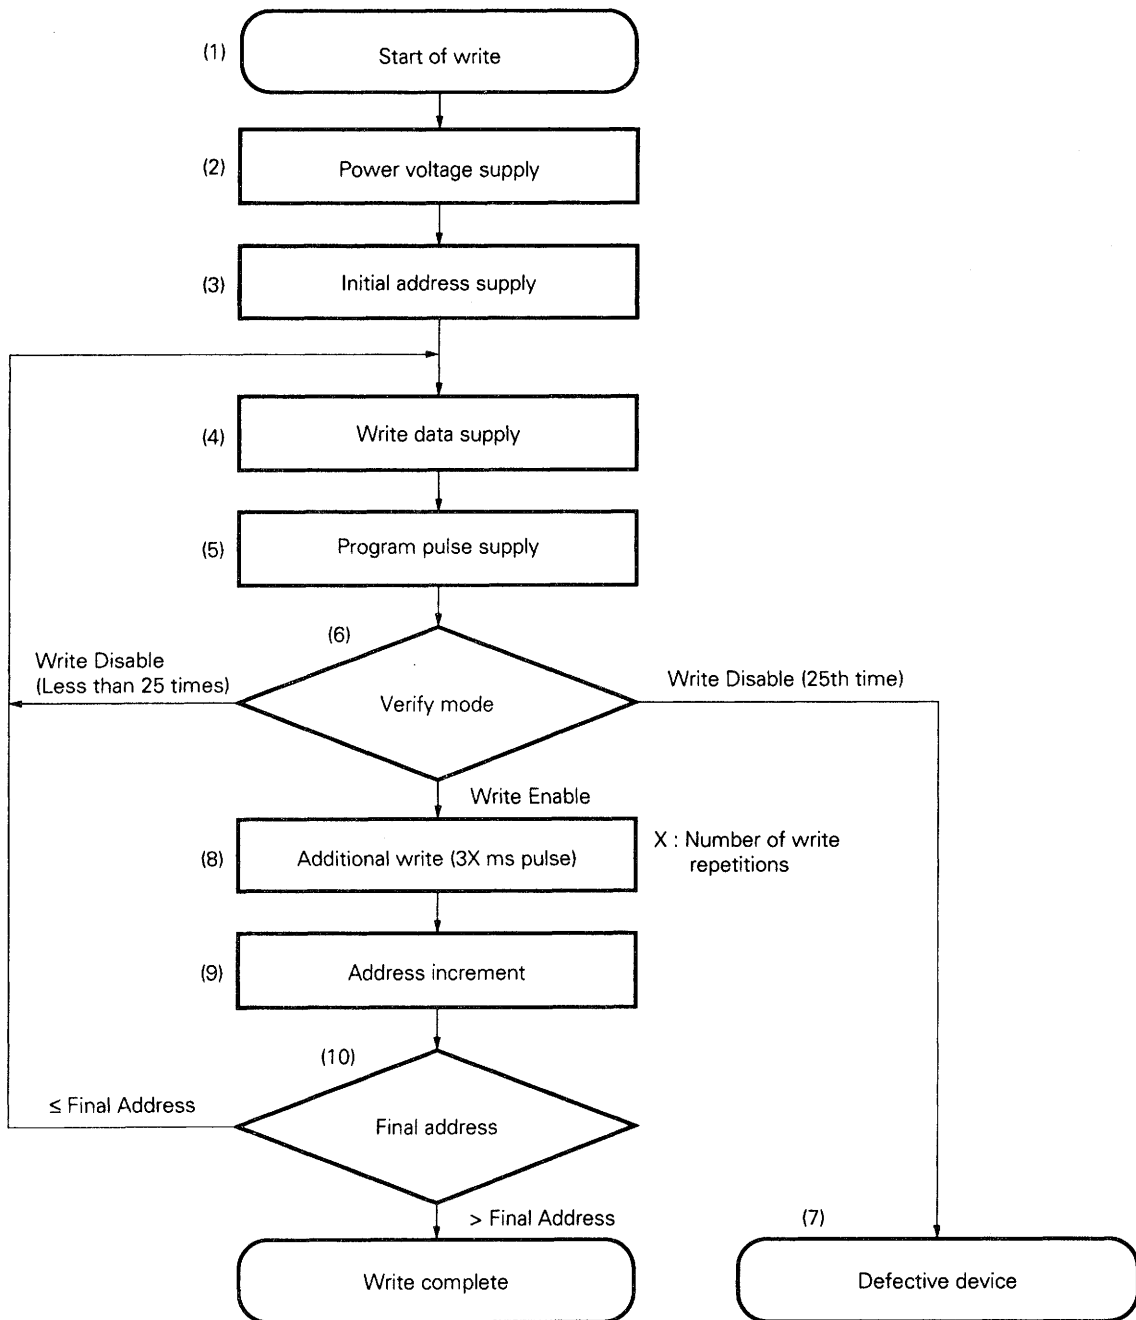 (1)
Start of write
(2)
Power voltage supply
(3)
Initial address supply
(4)
Write data supply
(5)
Program pulse supply
(6)
Write Disable
(Less than 25 times)
Verify mode
Write Disable (25th time)
Write Enable
(8)
Additional write (3X ms pulse)
X : Number of write
repetitions
(9)
Address increment
(10)
≤ Final Address
Final address
> Final Address
(7)
Write complete
Defective device